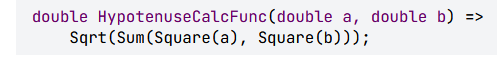 double HypotenuseCalcFunc(double a, double b) =>
    Sqrt(Sum(Square(a), Square(b)));